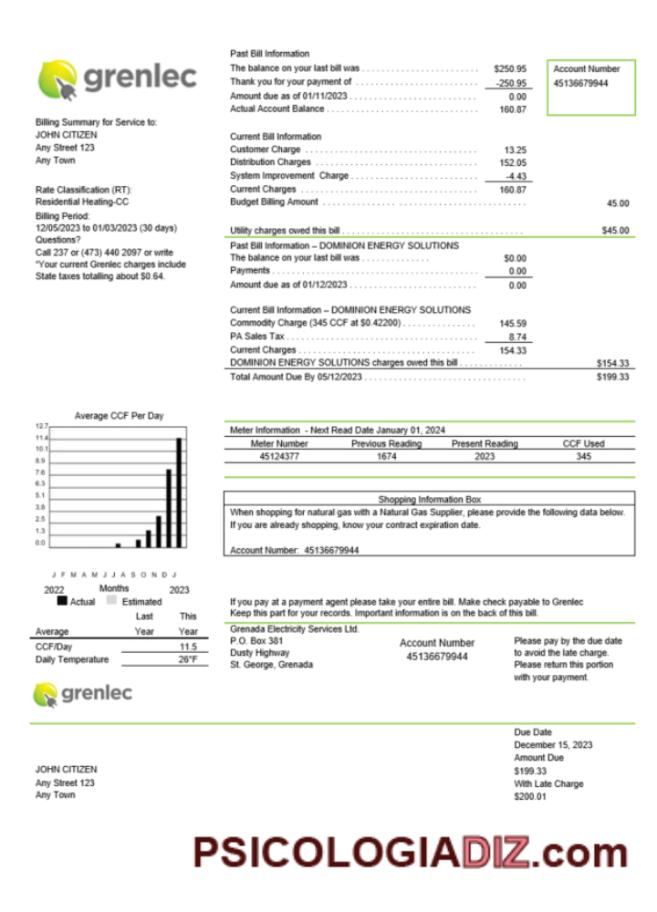 grenlec
Billing Summary for Service to:
JOHN CITIZEN
Any Street 123
Any Town
Rate Classification (RT):
Residential Heating-CC
Billing Period:
12/05/2023 to 01/03/2023 (30 days)
Questions?
Call 237 or (473) 440 2097 or write
"Your current Grenlec charges include
State taxes totalling about $0.64.
Past Bill Information
The balance on your last bill was $250.95
Thank you for your payment of -250.95
Amount due as of 01/11/2023 0.00
Actual Account Balance 160.87
Account Number
45136679944
Current Bill Information
Customer Charge 13.25
Distribution Charges 152.05
System Improvement Charge -4.43
Current Charges 160.87
Budget Billing Amount 45.00
Utility charges owed this bill $45.00
Past Bill Information – DOMINION ENERGY SOLUTIONS
The balance on your last bill was $0.00
Payments 0.00
Amount due as of 01/12/2023 0.00
Current Bill Information – DOMINION ENERGY SOLUTIONS
Commodity Charge (345 CCF at $0.42200) 145.59
PA Sales Tax 8.74
Current Charges 154.33
DOMINION ENERGY SOLUTIONS charges owed this bill $154.33
Total Amount Due By 05/12/2023 $199.33
Average CCF Per Day
12.7
11.4
10.1
8.9
7.6
6.3
5.1
3.8
2.5
1.3
0.0
J F M A M J J A S O N D J
2022 Months 2023
Actual Estimated
Last This
Average Year Year
CCF/Day 11.5
Daily Temperature 26°F
Meter Information - Next Read Date January 01, 2024
Meter Number Previous Reading Present Reading CCF Used
45124377 1674 2023 345
Shopping Information Box
When shopping for natural gas with a Natural Gas Supplier, please provide the following data below.
If you are already shopping, know your contract expiration date.
Account Number: 45136679944
If you pay at a payment agent please take your entire bill. Make check payable to Grenlec
Keep this part for your records. Important information is on the back of this bill.
Grenada Electricity Services Ltd.
P.O. Box 381
Dusty Highway
St. George, Grenada
Account Number
45136679944
Please pay by the due date
to avoid the late charge.
Please return this portion
with your payment.
grenlec
Due Date
December 15, 2023
Amount Due
$199.33
With Late Charge
$200.01
JOHN CITIZEN
Any Street 123
Any Town
PSICOLOGIADIZ.com